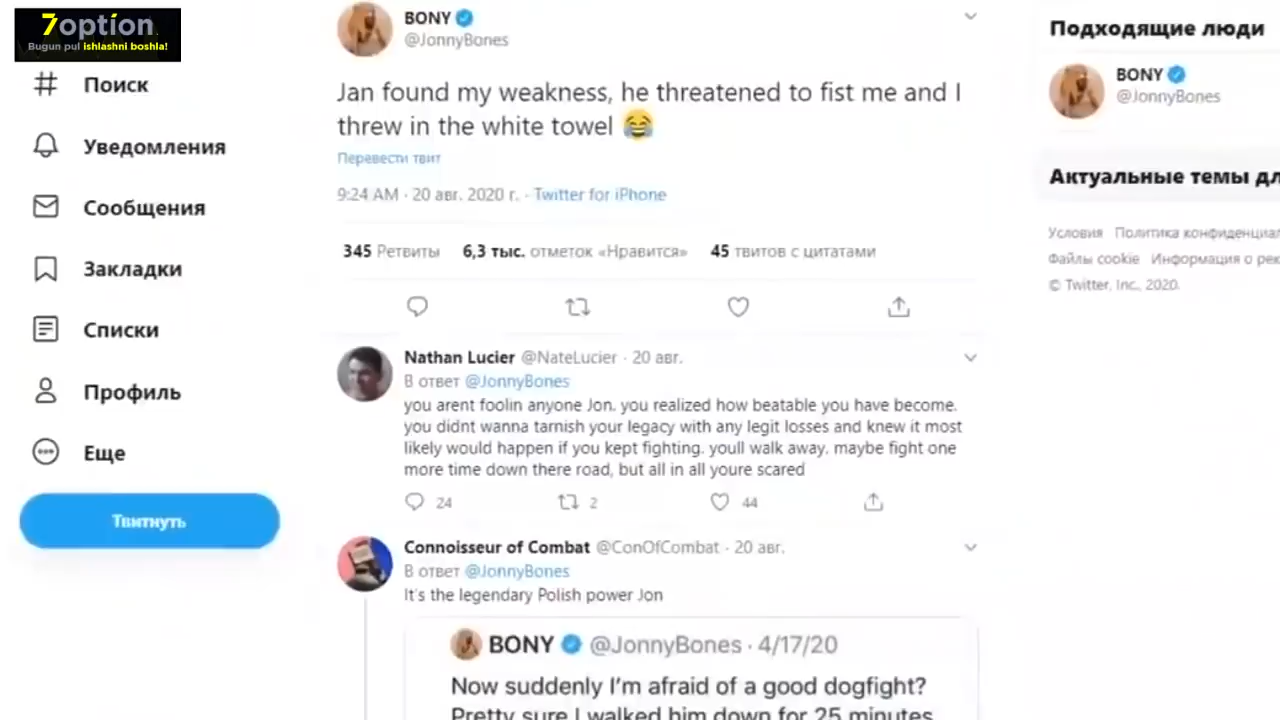 7option
Bugun pul ishlashni boshla!
Поиск
Уведомления
Сообщения
Закладки
Списки
Профиль
Еще
Твитнуть
BONY
@JonnyBones
Jan found my weakness, he threatened to fist me and I
threw in the white towel 😂
Перевести твит
9:24 AM · 20 авг. 2020 г. · Twitter for iPhone
345 Ретвиты 6,3 тыс. отметок «Нравится» 45 твитов с цитатами
Nathan Lucier @NateLucier · 20 авг.
В ответ @JonnyBones
you arent foolin anyone Jon. you realized how beatable you have become.
you didnt wanna tarnish your legacy with any legit losses and knew it most
likely would happen if you kept fighting. youll walk away. maybe fight one
more time down there road, but all in all youre scared
24 2 44
Connoisseur of Combat @ConOfCombat · 20 авг.
В ответ @JonnyBones
It's the legendary Polish power Jon
BONY @JonnyBones · 4/17/20
Now suddenly I'm afraid of a good dogfight?
Pretty sure I walked him down for 25 minutes
Подходящие люди
BONY
@JonnyBones
Актуальные темы дл
Условия Политика конфиденциал
Файлы cookie Информация о рек
© Twitter, Inc., 2020.